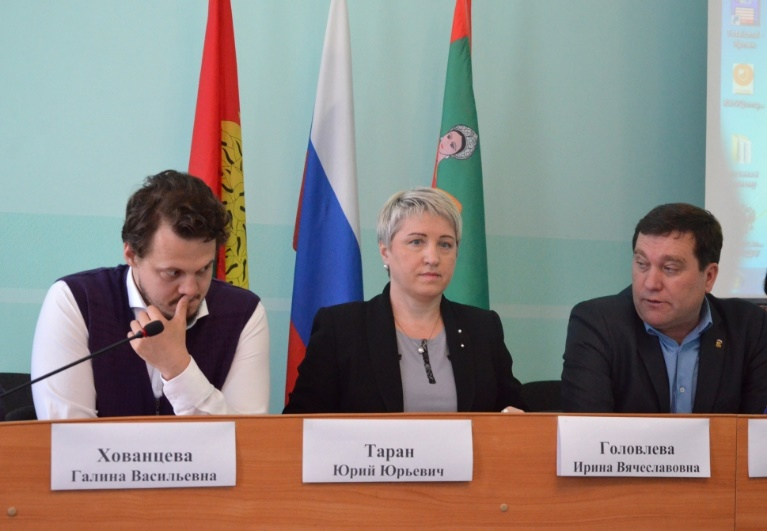 Хованцева
Галина Васильевна
Таран
Юрий Юрьевич
Головлева
Ирина Вячеславовна